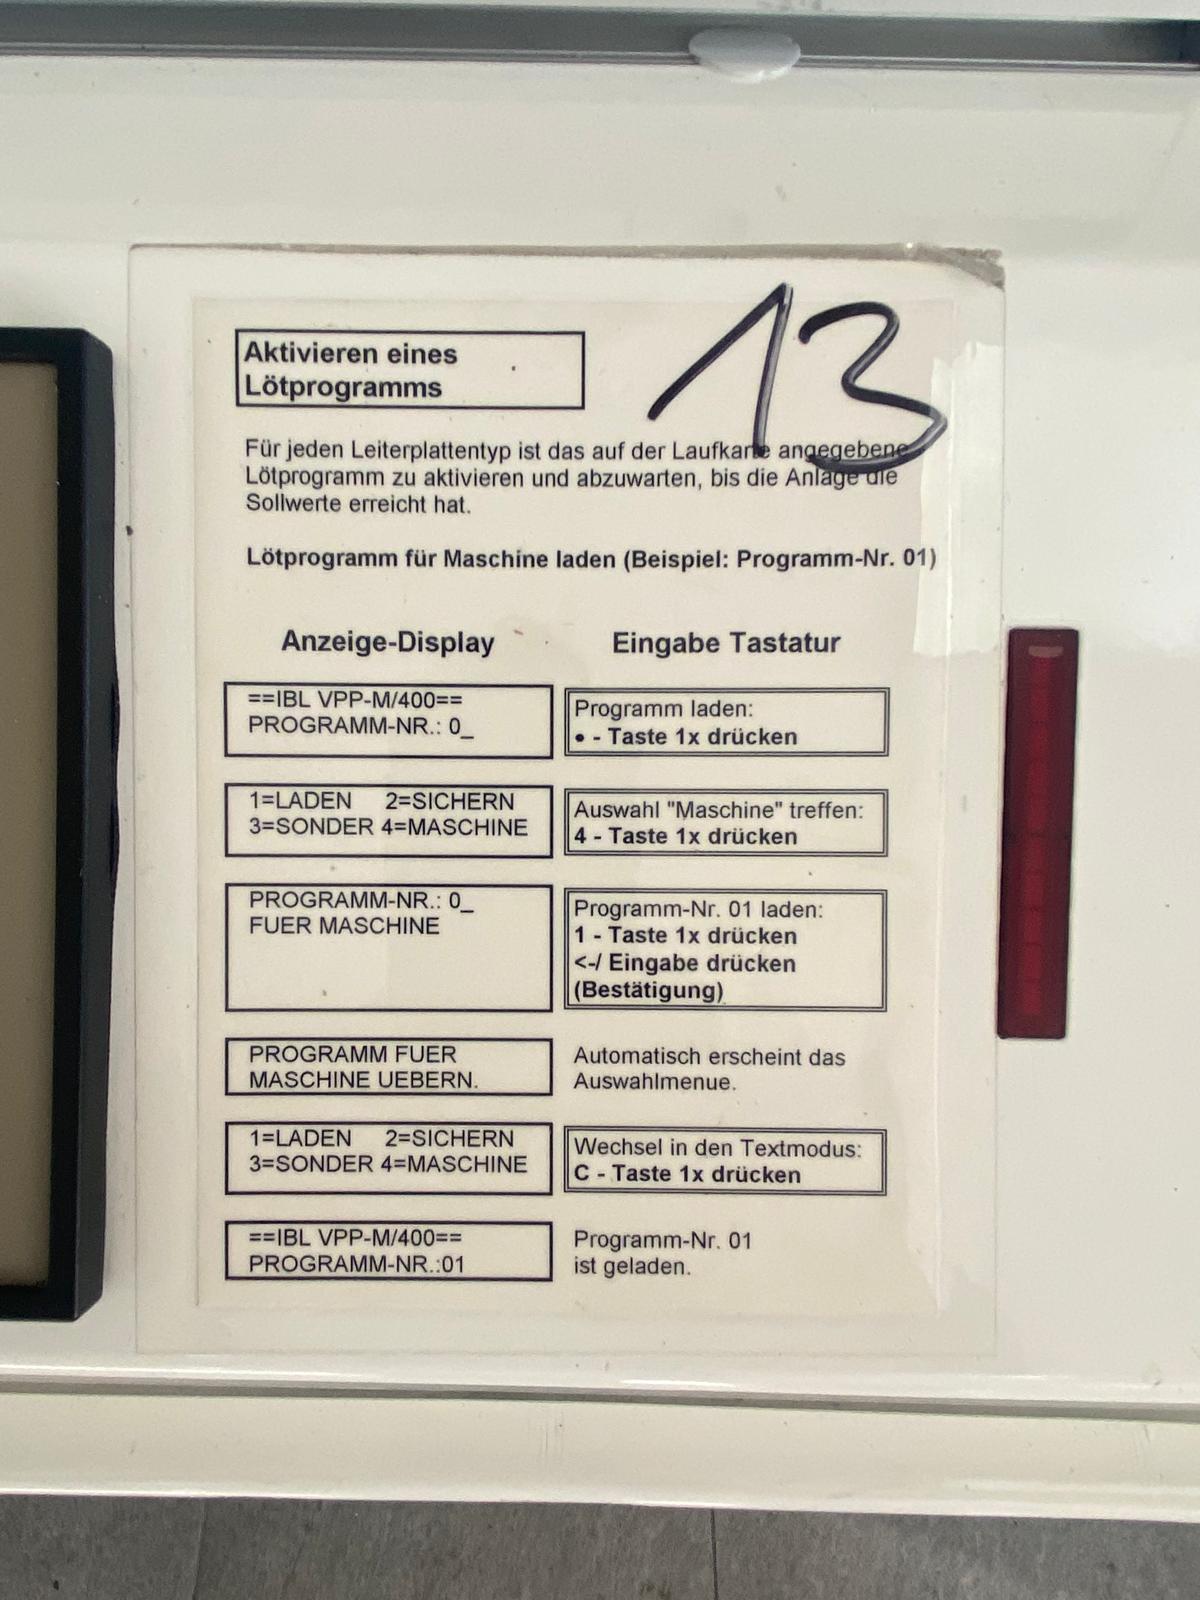 13
Aktivieren eines
Lötprogramms
Für jeden Leiterplattentyp ist das auf der Laufkarte angegebene
Lötprogramm zu aktivieren und abzuwarten, bis die Anlage die
Sollwerte erreicht hat.
Lötprogramm für Maschine laden (Beispiel: Programm-Nr. 01)
Anzeige-Display Eingabe Tastatur
==IBL VPP-M/400==
PROGRAMM-NR.: 0_
Programm laden:
• - Taste 1x drücken
1=LADEN 2=SICHERN
3=SONDER 4=MASCHINE
Auswahl "Maschine" treffen:
4 - Taste 1x drücken
PROGRAMM-NR.: 0_
FUER MASCHINE
Programm-Nr. 01 laden:
1 - Taste 1x drücken
<-/ Eingabe drücken
(Bestätigung)
PROGRAMM FUER
MASCHINE UEBERN.
Automatisch erscheint das
Auswahlmenue.
1=LADEN 2=SICHERN
3=SONDER 4=MASCHINE
Wechsel in den Textmodus:
C - Taste 1x drücken
==IBL VPP-M/400==
PROGRAMM-NR.:01
Programm-Nr. 01
ist geladen.